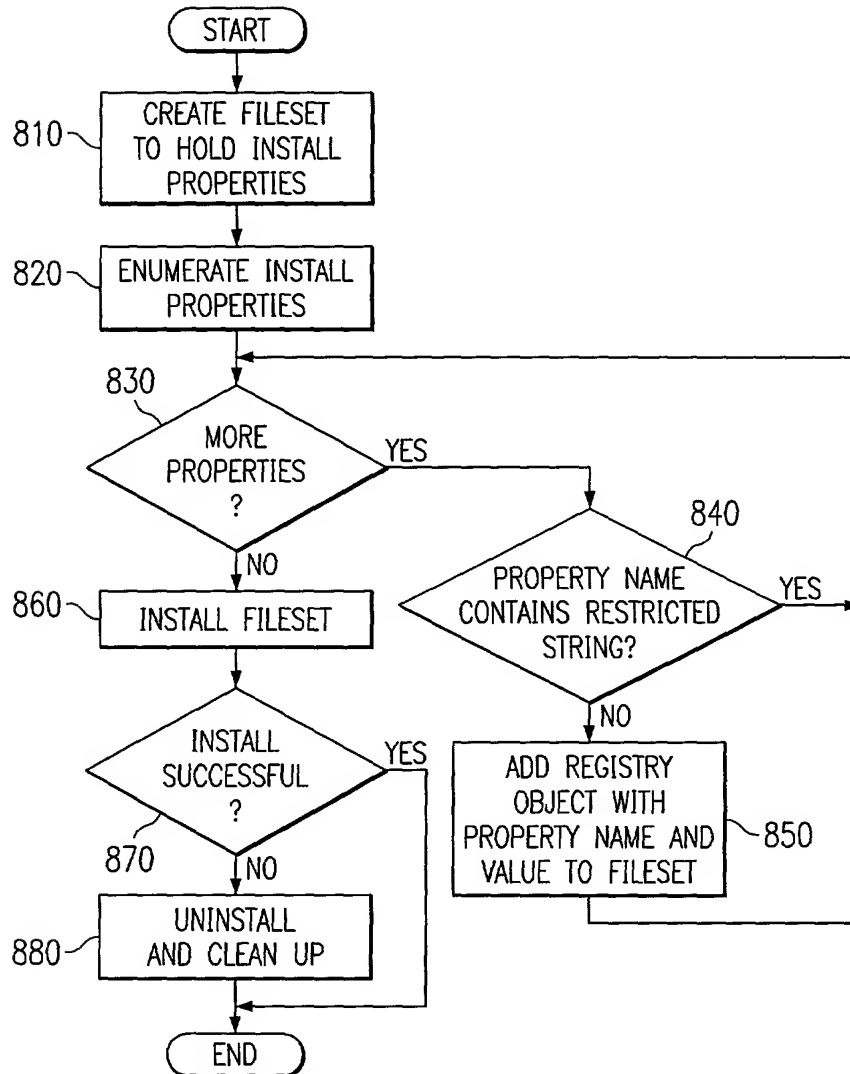 START
810
CREATE FILESET
TO HOLD INSTALL
PROPERTIES
820
ENUMERATE INSTALL
PROPERTIES
830
MORE
PROPERTIES
?
YES
NO
840
PROPERTY NAME
CONTAINS RESTRICTED
STRING?
YES
NO
850
ADD REGISTRY
OBJECT WITH
PROPERTY NAME AND
VALUE TO FILESET
860
INSTALL FILESET
INSTALL
SUCCESSFUL
?
YES
870
NO
880
UNINSTALL
AND CLEAN UP
END